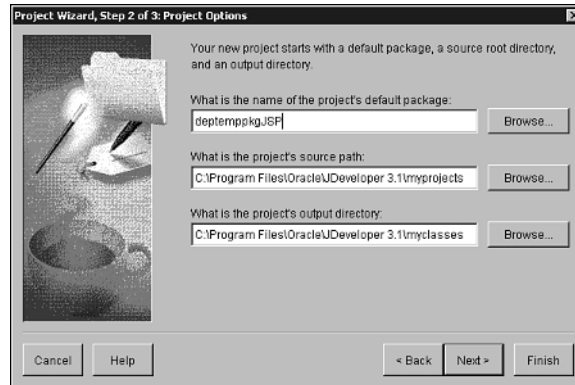 Project Wizard, Step 2 of 3: Project Options
Your new project starts with a default package, a source root directory,
and an output directory.
What is the name of the project's default package:
deptemppkgJSP
Browse...
What is the project's source path:
C:\Program Files\Oracle\JDeveloper 3.1\myprojects
Browse...
What is the project's output directory:
C:\Program Files\Oracle\JDeveloper 3.1\myclasses
Browse...
Cancel
Help
< Back
Next >
Finish